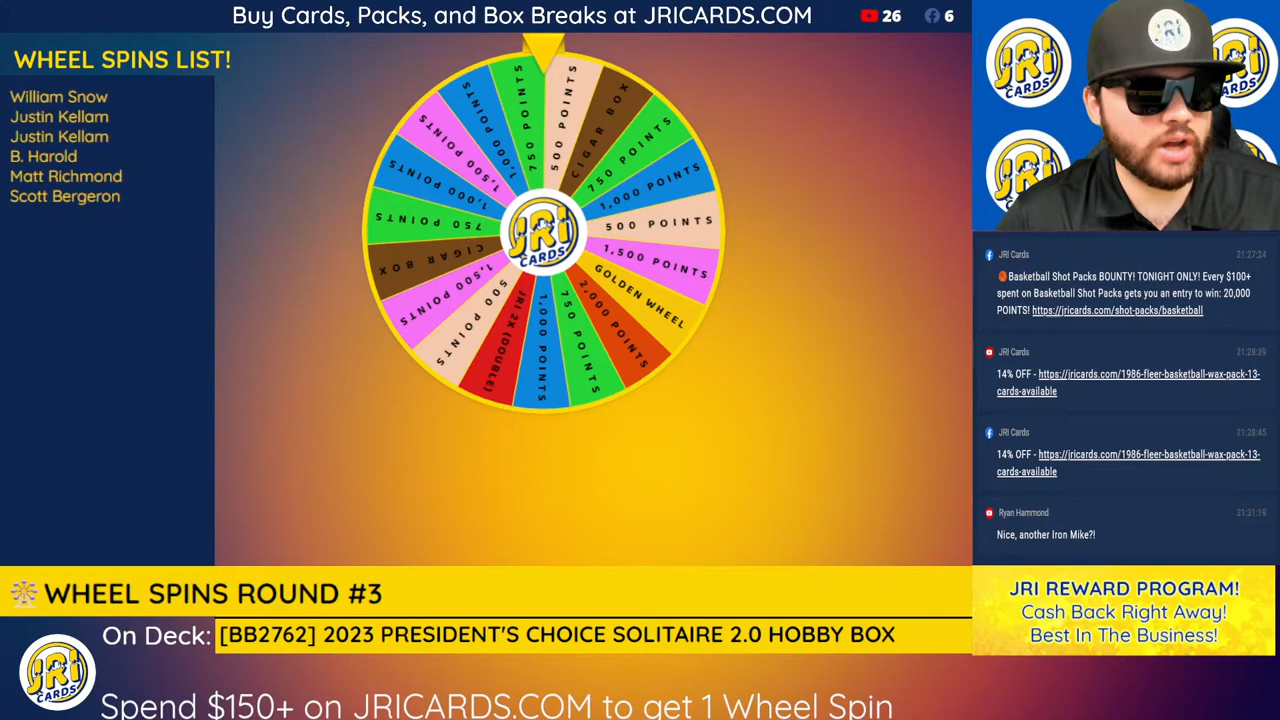 Buy Cards, Packs, and Box Breaks at JRICARDS.COM
26
6
WHEEL SPINS LIST!
William Snow
Justin Kellam
Justin Kellam
B. Harold
Matt Richmond
Scott Bergeron
500 POINTS
CIGAR BOX
750 POINTS
1,000 POINTS
500 POINTS
1,500 POINTS
GOLDEN WHEEL
2,000 POINTS
750 POINTS
1,000 POINTS
JRI 2X (DOUBLE)
500 POINTS
1,500 POINTS
CIGAR BOX
750 POINTS
1,000 POINTS
1,500 POINTS
1,000 POINTS
750 POINTS
JRI
CARDS
JRI
CARDS
JRI
JRI
JRI Cards 21:27:24
Basketball Shot Packs BOUNTY! TONIGHT ONLY! Every $100+
spent on Basketball Shot Packs gets you an entry to win: 20,000
POINTS! https://jricards.com/shot-packs/basketball
JRI Cards 21:28:39
14% OFF - https://jricards.com/1986-fleer-basketball-wax-pack-13-
cards-available
JRI Cards 21:28:45
14% OFF - https://jricards.com/1986-fleer-basketball-wax-pack-13-
cards-available
Ryan Hammond 21:31:19
Nice, another Iron Mike?!
WHEEL SPINS ROUND #3
JRI REWARD PROGRAM!
Cash Back Right Away!
Best In The Business!
On Deck: [BB2762] 2023 PRESIDENT'S CHOICE SOLITAIRE 2.0 HOBBY BOX
JRI
CARDS
Spend $150+ on JRICARDS.COM to get 1 Wheel Spin